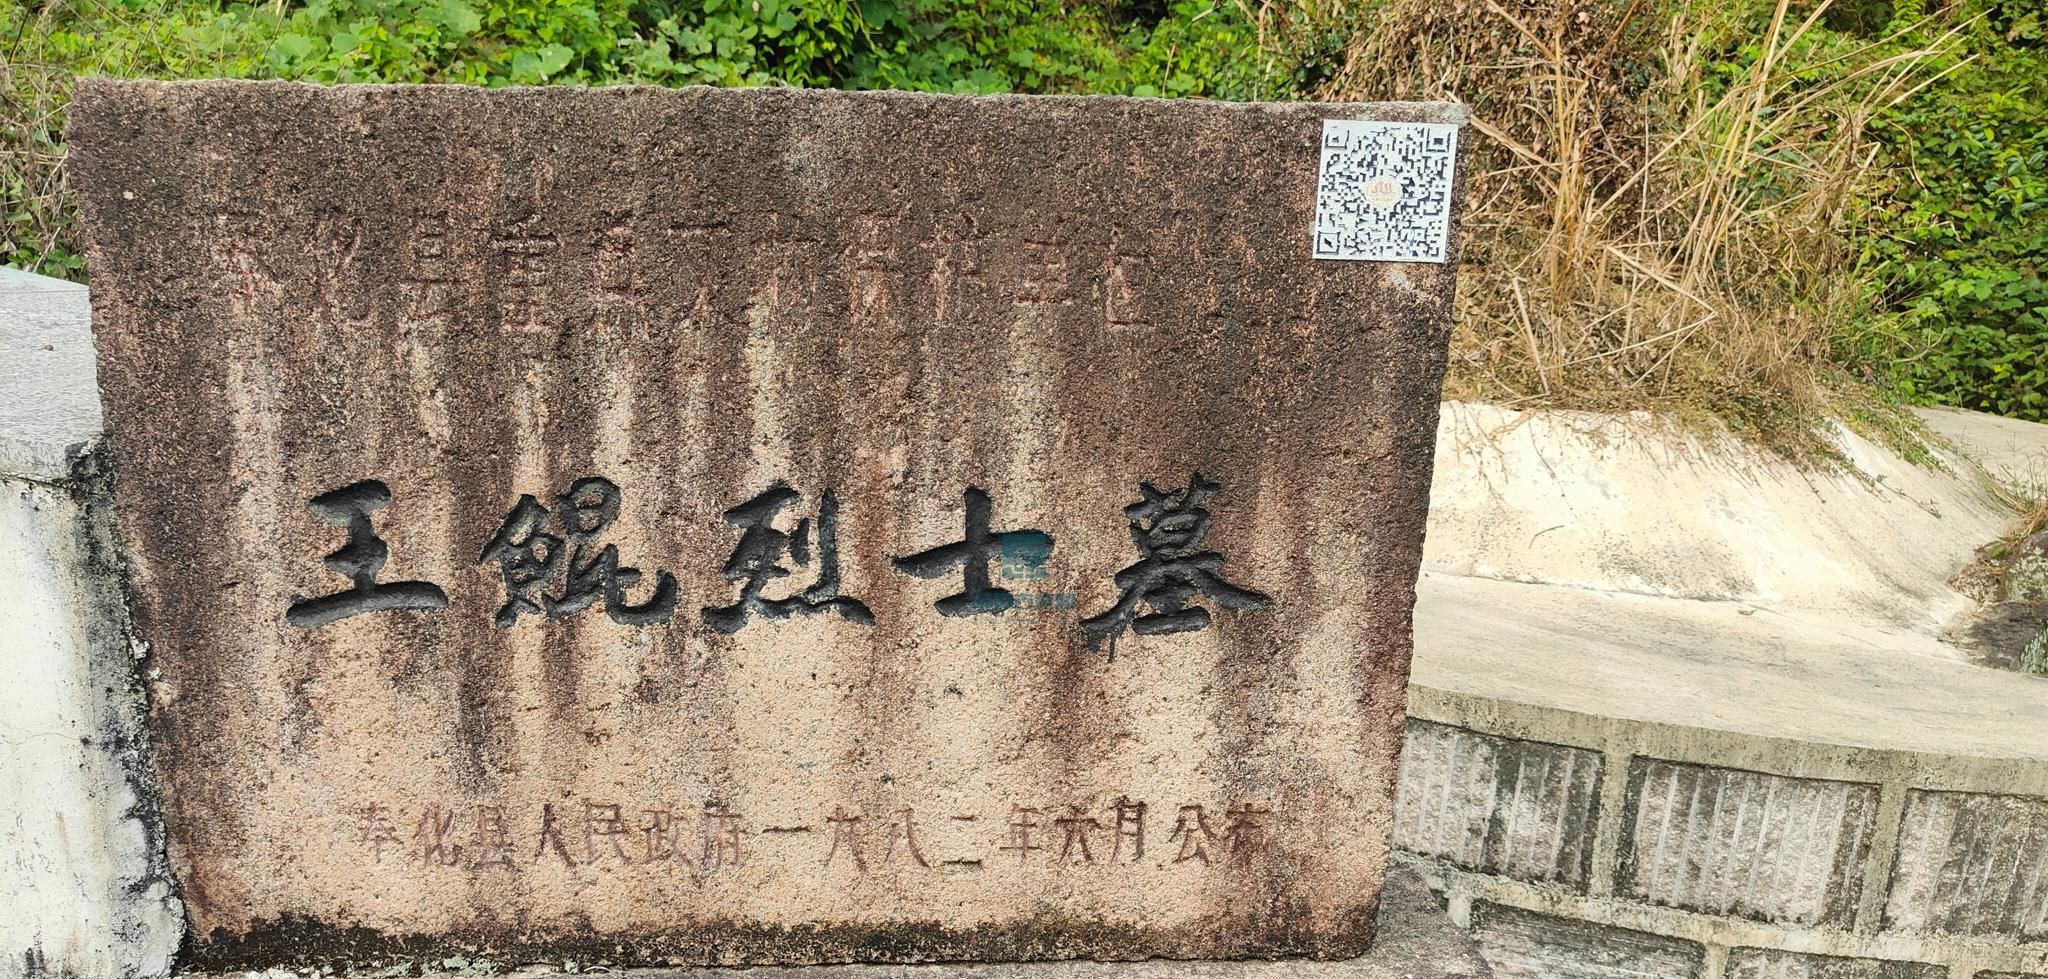 奉化县重点文物保护单位
王鲲烈士墓
奉化县人民政府一九八二年六月公布